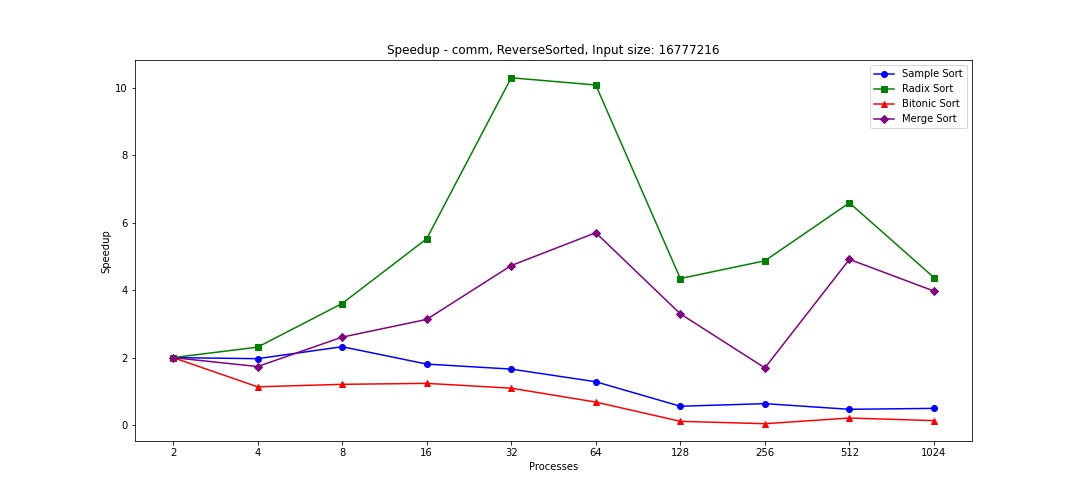 Speedup - comm, ReverseSorted, Input size: 16777216
Sample Sort
Radix Sort
Bitonic Sort
Merge Sort
Speedup
10
8
6
4
2
0
2 4 8 16 32 64 128 256 512 1024
Processes